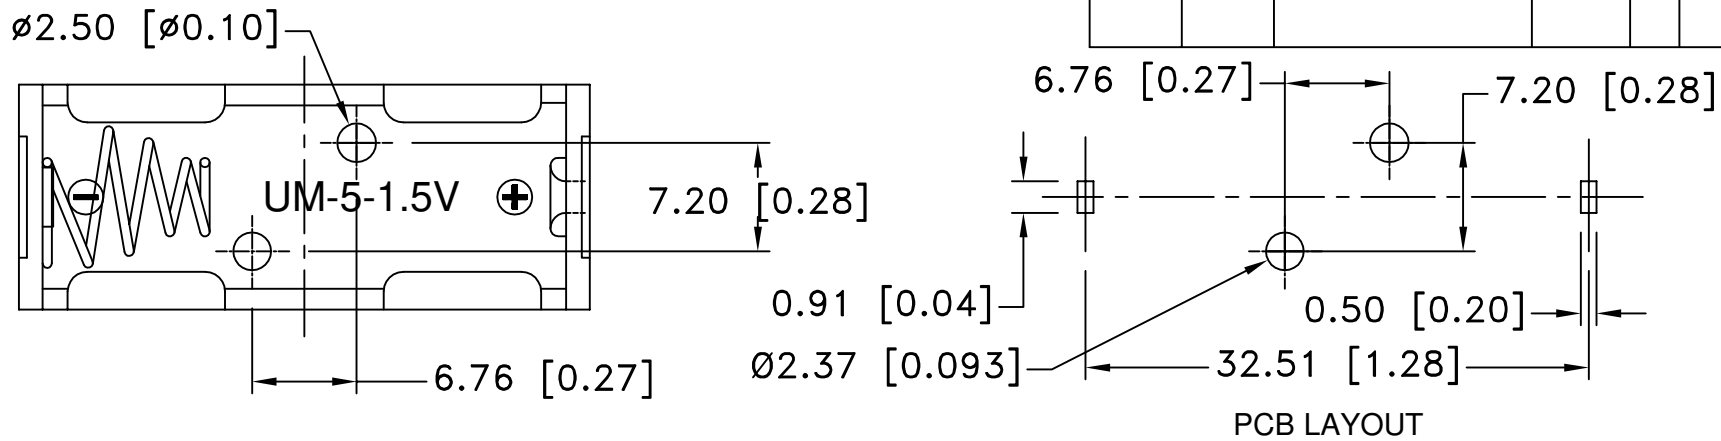 ø2.50 [ø0.10]
UM-5-1.5V
7.20 [0.28]
6.76 [0.27]
6.76 [0.27]
7.20 [0.28]
0.91 [0.04]
0.50 [0.20]
Ø2.37 [0.093]
32.51 [1.28]
PCB LAYOUT